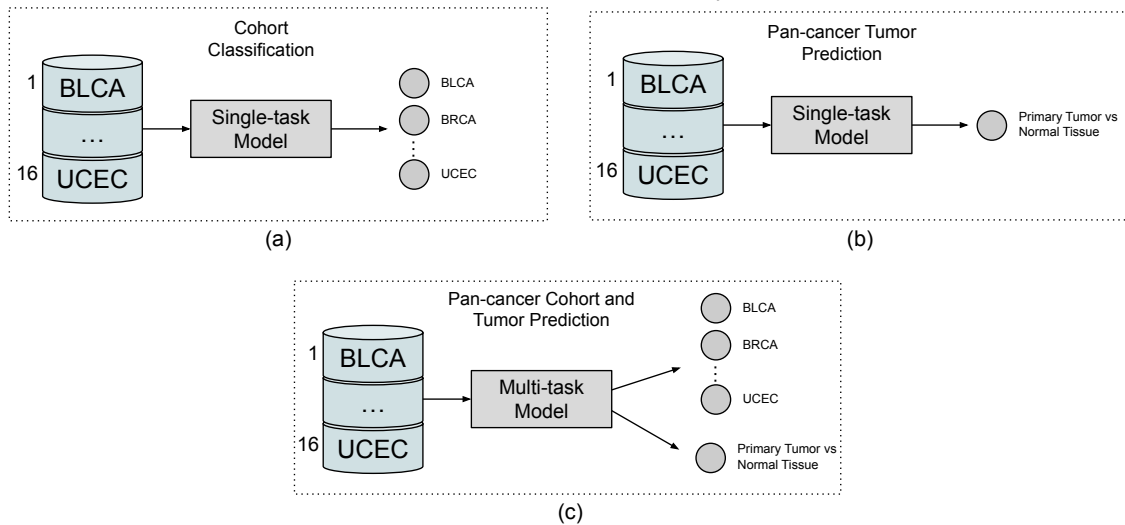 Cohort
Classification
1
BLCA
...
16
UCEC
Single-task
Model
BLCA
BRCA
UCEC
(a)
Pan-cancer Tumor
Prediction
1
BLCA
...
16
UCEC
Single-task
Model
Primary Tumor vs
Normal Tissue
(b)
Pan-cancer Cohort and
Tumor Prediction
1
BLCA
...
16
UCEC
Multi-task
Model
BLCA
BRCA
UCEC
Primary Tumor vs
Normal Tissue
(c)